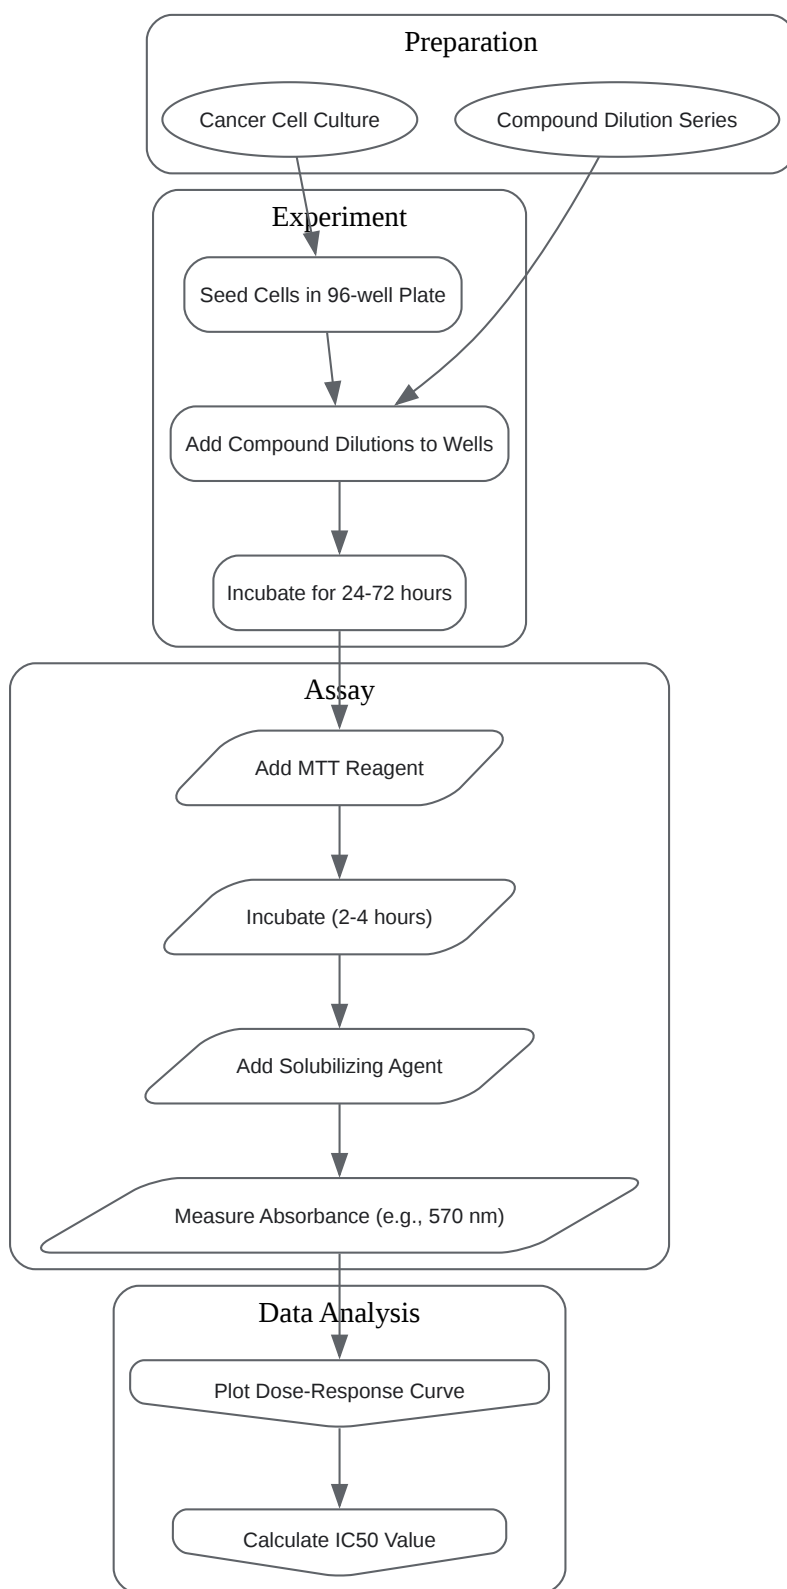 Preparation
Cancer Cell Culture
Compound Dilution Series
Experiment
Seed Cells in 96-well Plate
Add Compound Dilutions to Wells
Incubate for 24-72 hours
Assay
Add MTT Reagent
Incubate (2-4 hours)
Add Solubilizing Agent
Measure Absorbance (e.g., 570 nm)
Data Analysis
Plot Dose-Response Curve
Calculate IC50 Value